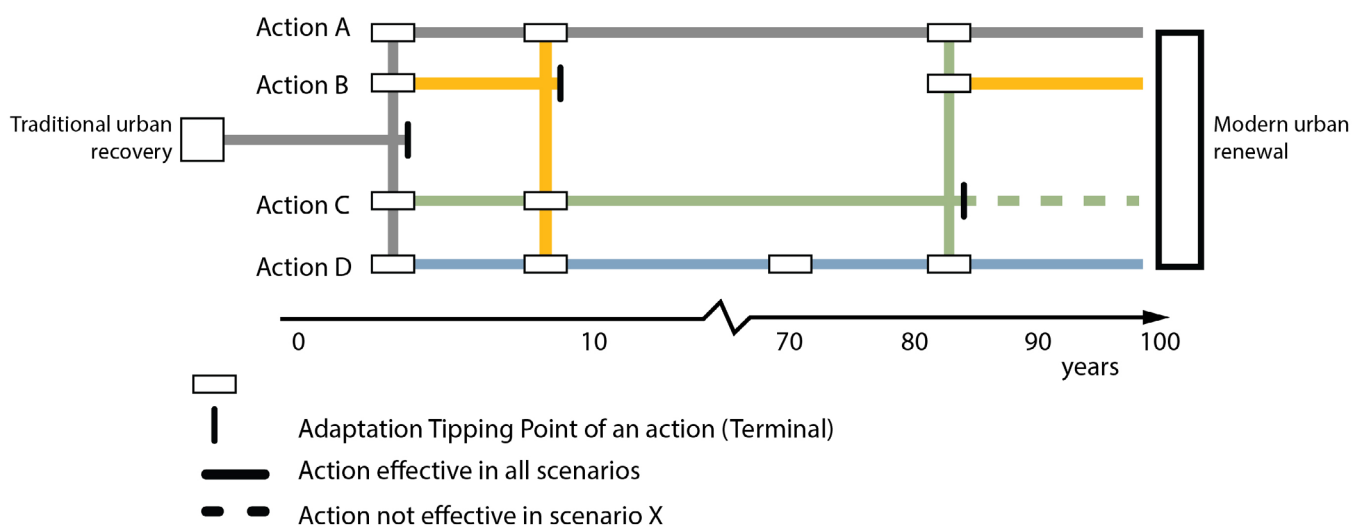 Action A
Action B
Traditional urban
recovery
Modern urban
renewal
Action C
Action D
0 10 70 80 90 100
years
Adaptation Tipping Point of an action (Terminal)
Action effective in all scenarios
Action not effective in scenario X